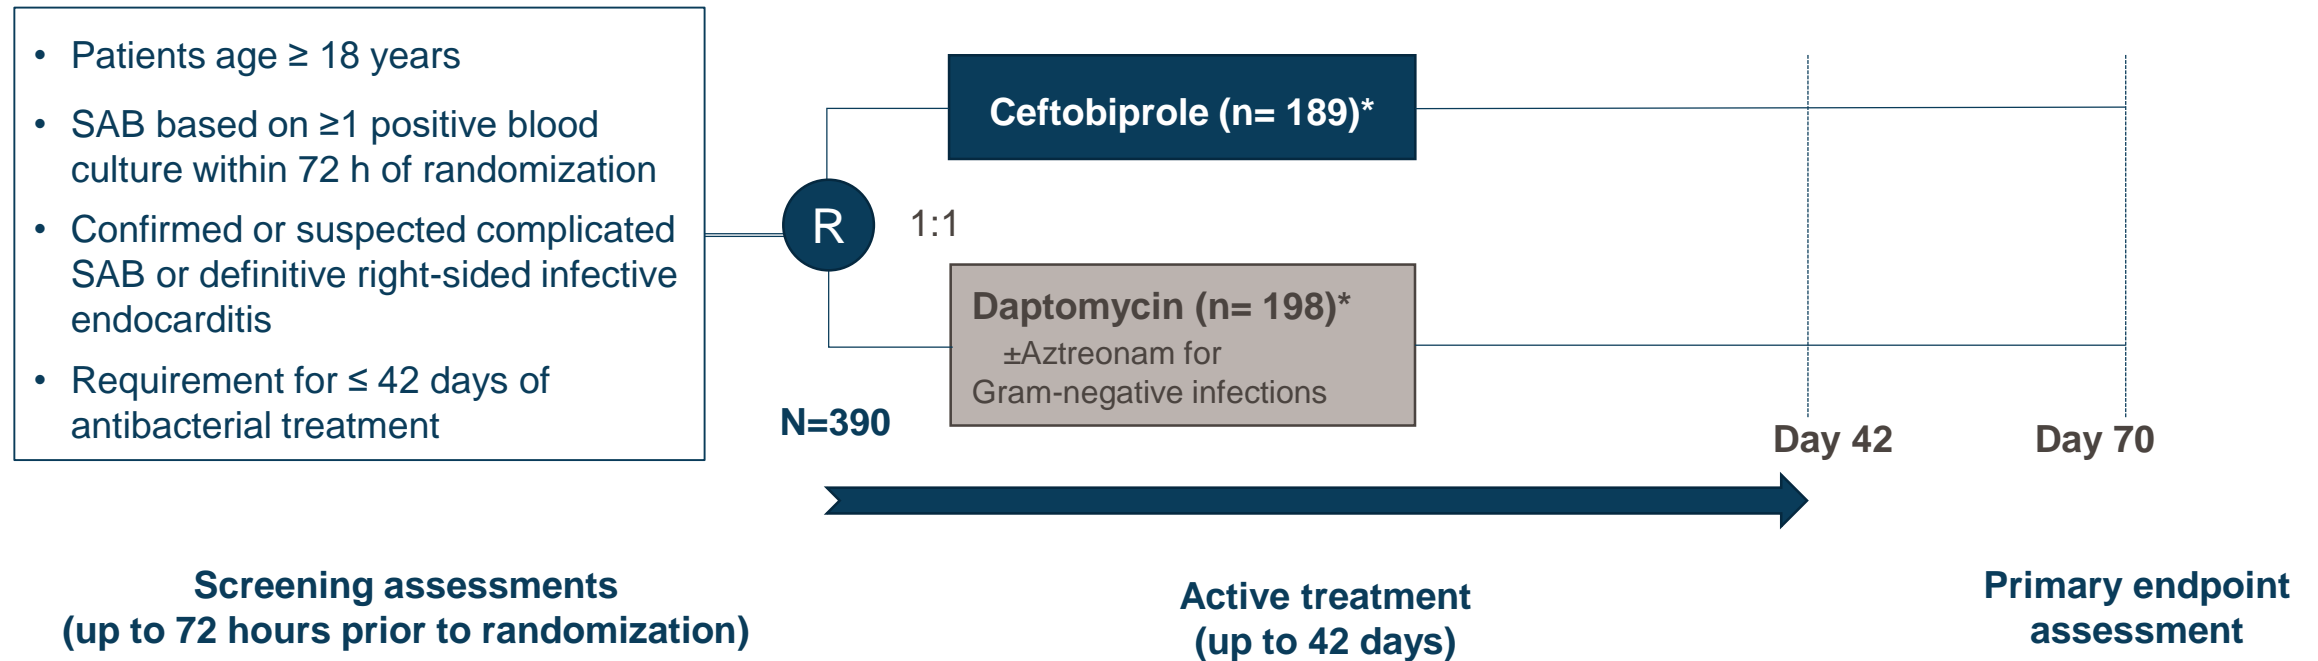 • Patients age ≥ 18 years
• SAB based on ≥1 positive blood
culture within 72 h of randomization
• Confirmed or suspected complicated
SAB or definitive right-sided infective
endocarditis
• Requirement for ≤ 42 days of
antibacterial treatment
R
1:1
N=390
Ceftobiprole (n= 189)*
Daptomycin (n= 198)*
±Aztreonam for
Gram-negative infections
Day 42
Day 70
Screening assessments
(up to 72 hours prior to randomization)
Active treatment
(up to 42 days)
Primary endpoint
assessment